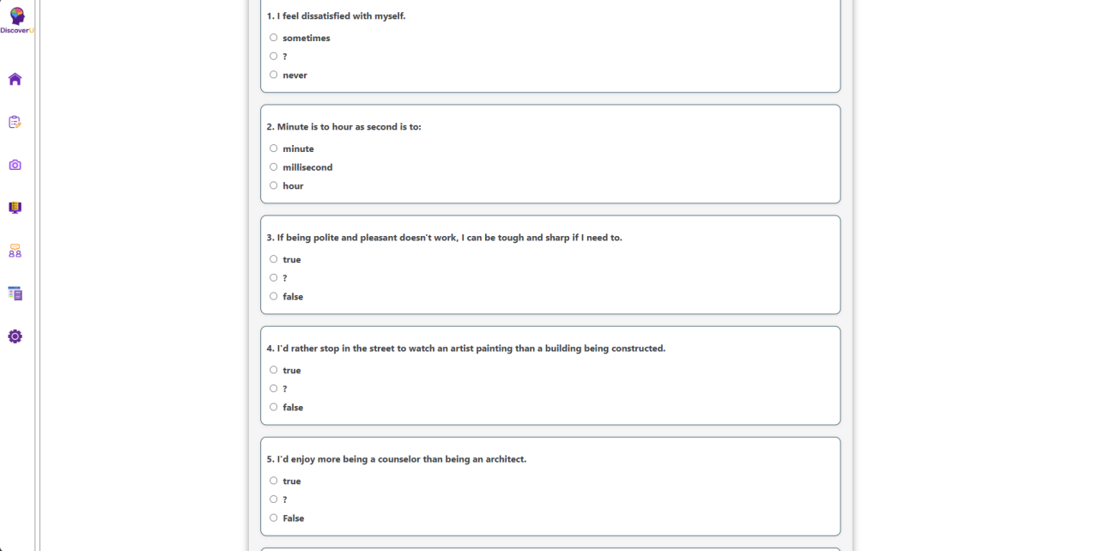 DiscoverU
1. I feel dissatisfied with myself.
sometimes
?
never
2. Minute is to hour as second is to:
minute
millisecond
hour
3. If being polite and pleasant doesn't work, I can be tough and sharp if I need to.
true
?
false
4. I'd rather stop in the street to watch an artist painting than a building being constructed.
true
?
false
5. I'd enjoy more being a counselor than being an architect.
true
?
False